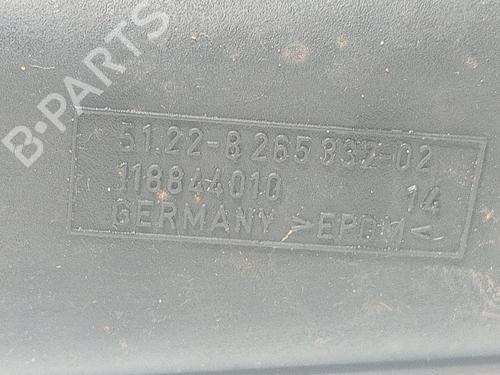 B-PARTS
51.22-8 265 832-02
118844010 14
GERMANY >EPDM<